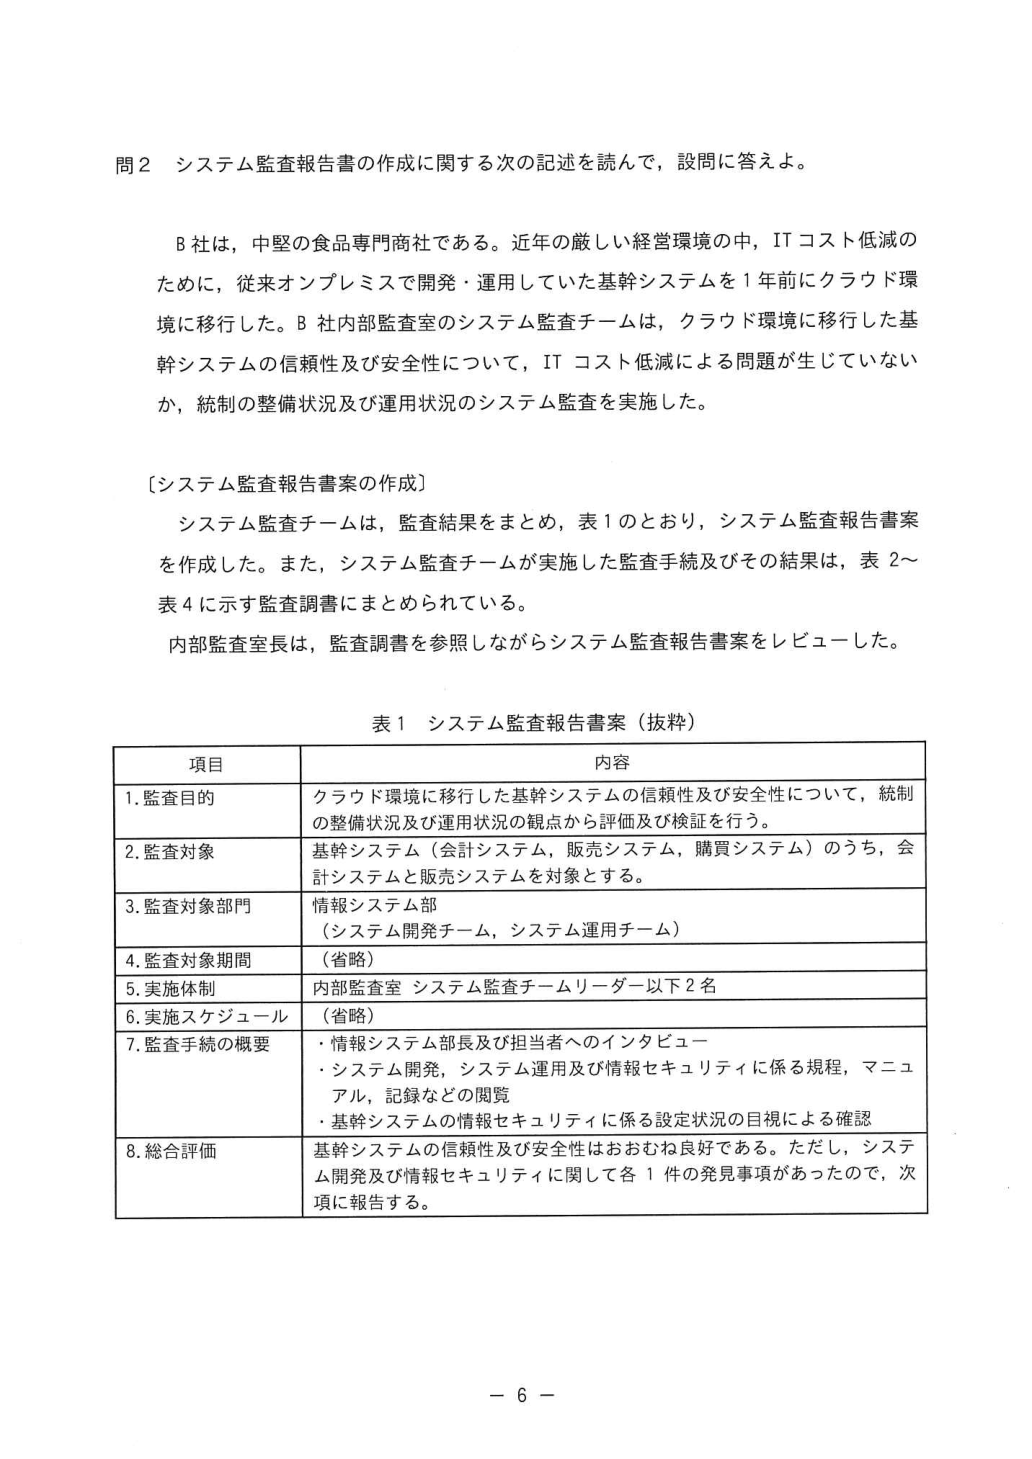 問2　システム監査報告書の作成に関する次の記述を読んで，設問に答えよ。
B 社は，中堅の食品専門商社である。近年の厳しい経営環境の中，IT コスト低減の
ために，従来オンプレミスで開発・運用していた基幹システムを 1 年前にクラウド環
境に移行した。B 社内部監査室のシステム監査チームは，クラウド環境に移行した基
幹システムの信頼性及び安全性について，IT コスト低減による問題が生じていない
か，統制の整備状況及び運用状況のシステム監査を実施した。
〔システム監査報告書案の作成〕
システム監査チームは，監査結果をまとめ，表 1 のとおり，システム監査報告書案
を作成した。また，システム監査チームが実施した監査手続及びその結果は，表 2～
表 4 に示す監査調書にまとめられている。
内部監査室長は，監査調書を参照しながらシステム監査報告書案をレビューした。
表 1　システム監査報告書案（抜粋）
項目　内容
1.監査目的　クラウド環境に移行した基幹システムの信頼性及び安全性について，統制
の整備状況及び運用状況の観点から評価及び検証を行う。
2.監査対象　基幹システム（会計システム，販売システム，購買システム）のうち，会
計システムと販売システムを対象とする。
3.監査対象部門　情報システム部
（システム開発チーム，システム運用チーム）
4.監査対象期間　（省略）
5.実施体制　内部監査室 システム監査チームリーダー以下 2 名
6.実施スケジュール　（省略）
7.監査手続の概要　・情報システム部長及び担当者へのインタビュー
・システム開発，システム運用及び情報セキュリティに係る規程，マニュ
アル，記録などの閲覧
・基幹システムの情報セキュリティに係る設定状況の目視による確認
8.総合評価　基幹システムの信頼性及び安全性はおおむね良好である。ただし，システ
ム開発及び情報セキュリティに関して各 1 件の発見事項があったので，次
項に報告する。
－ 6 －